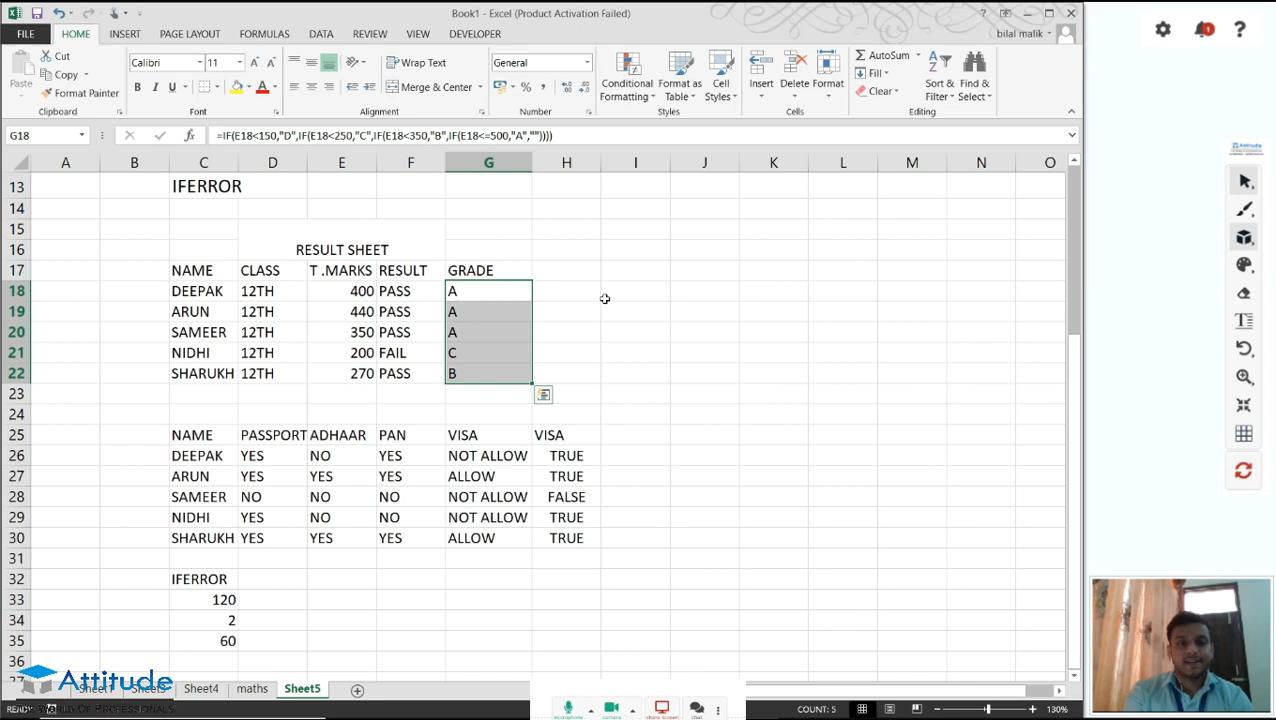 Book1 - Excel (Product Activation Failed)
FILE HOME INSERT PAGE LAYOUT FORMULAS DATA REVIEW VIEW DEVELOPER bilal malik
Cut
Copy
Format Painter
Paste
Clipboard
Calibri 11
B I U
Font
Wrap Text
Merge & Center
Alignment
General
Number
Conditional Formatting
Format as Table
Cell Styles
Styles
Insert Delete Format
Cells
AutoSum
Fill
Clear
Sort & Filter
Find & Select
Editing
G18 =IF(E18<150,"D",IF(E18<250,"C",IF(E18<350,"B",IF(E18<=500,"A",""))))
A B C D E F G H I J K L M N O
13 IFERROR
14
15
16 RESULT SHEET
17 NAME CLASS T .MARKS RESULT GRADE
18 DEEPAK 12TH 400 PASS A
19 ARUN 12TH 440 PASS A
20 SAMEER 12TH 350 PASS A
21 NIDHI 12TH 200 FAIL C
22 SHARUKH 12TH 270 PASS B
23
24
25 NAME PASSPORT ADHAAR PAN VISA VISA
26 DEEPAK YES NO YES NOT ALLOW TRUE
27 ARUN YES YES YES ALLOW TRUE
28 SAMEER NO NO NO NOT ALLOW FALSE
29 NIDHI YES NO NO NOT ALLOW TRUE
30 SHARUKH YES YES YES ALLOW TRUE
31
32 IFERROR
33 120
34 2
35 60
36
Attitude
Sheet4 maths Sheet5
COUNT: 5 130%
microphone camera share screen chat
Attitude
1